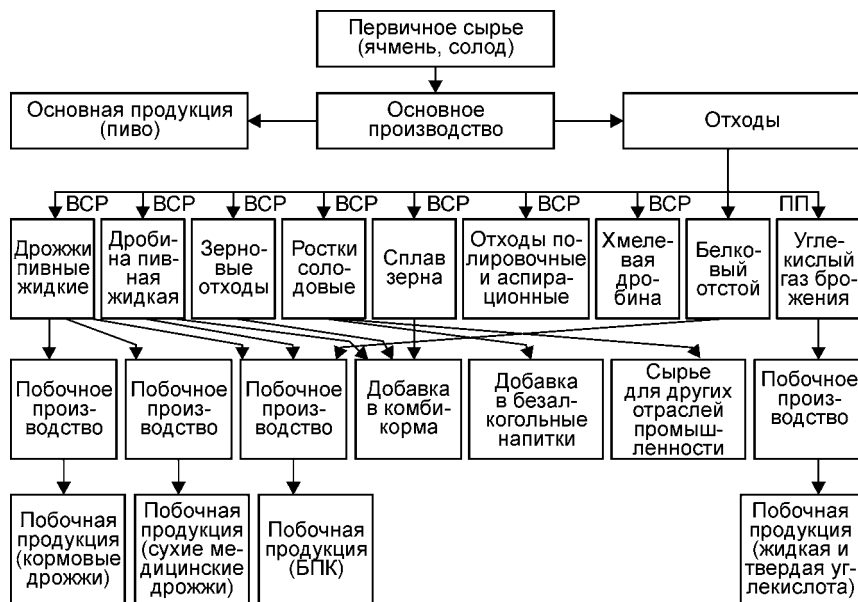 Первичное сырье
(ячмень, солод)
Основная продукция
(пиво)
Основное
производство
Отходы
ВСР
ВСР
ВСР
ВСР
ВСР
ВСР
ВСР
ПП
Дрожжи
пивные
жидкие
Дроби-
на пив-
ная
жидкая
Зерно-
вые
отходы
Ростки
соло-
довые
Сплав
зерна
Отходы по-
лировочные
и аспира-
ционные
Хмеле-
вая
дро-
бина
Белко-
вый
отстой
Угле-
кислый
газ бро-
жения
Побочное
произ-
водство
Побочное
произ-
водство
Побочное
произ-
водство
Добавка
в комби-
корма
Добавка
в безал-
когольные
напитки
Сырье
для других
отраслей
промыш-
ленности
Побочное
произ-
водство
Побочная
продукция
(кормовые
дрожжи)
Побочная
продукция
(сухие ме-
дицинские
дрожжи)
Побочная
продукция
(БПК)
Побочная
продукция
(жидкая и
твердая уг-
лекислота)